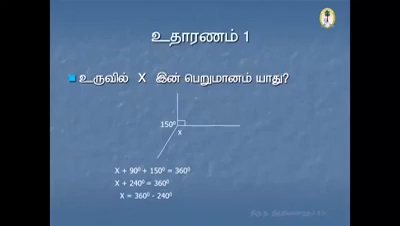 உதாரணம் 1
உருவில் X இன் பெறுமானம் யாது?
150⁰
X
X + 90⁰ + 150⁰ = 360⁰
X + 240⁰ = 360⁰
X = 360⁰ - 240⁰